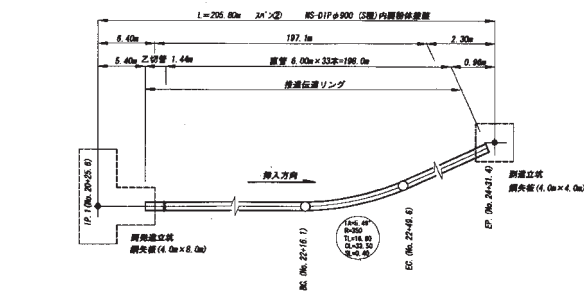 L=205.80m スパン② NS-DIPφ900 (S種)内面粉体塗装
6.40m 197.1m 2.30m
5.40m 乙切管 1.44m 直管 6.00m×33本=198.0m 0.96m
推進伝達リング
挿入方向
IP.1(No.20+25.6)
発進立坑
鋼矢板(4.0m×8.0m)
BC.(No.22+16.1)
IA=5.49°
R=350
TL=16.80
CL=33.50
SL=0.40
EC.(No.22+49.6)
EP.(No.24+31.4)
到達立坑
鋼矢板(4.0m×4.0m)